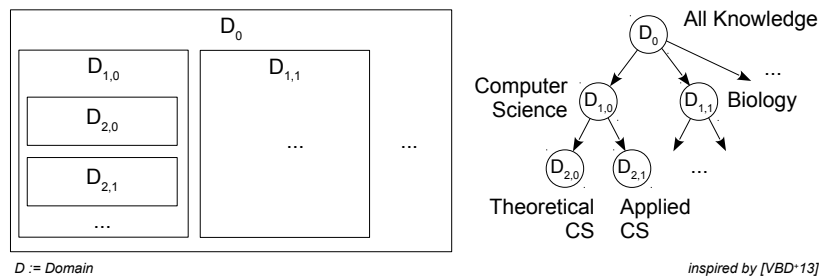 D0
D1,0
D2,0
D2,1
...
D1,1
...
...
D := Domain
All Knowledge
D0
...
Computer
Science
D1,0
D1,1
Biology
D2,0
D2,1
...
Theoretical
CS
Applied
CS
inspired by [VBD+13]